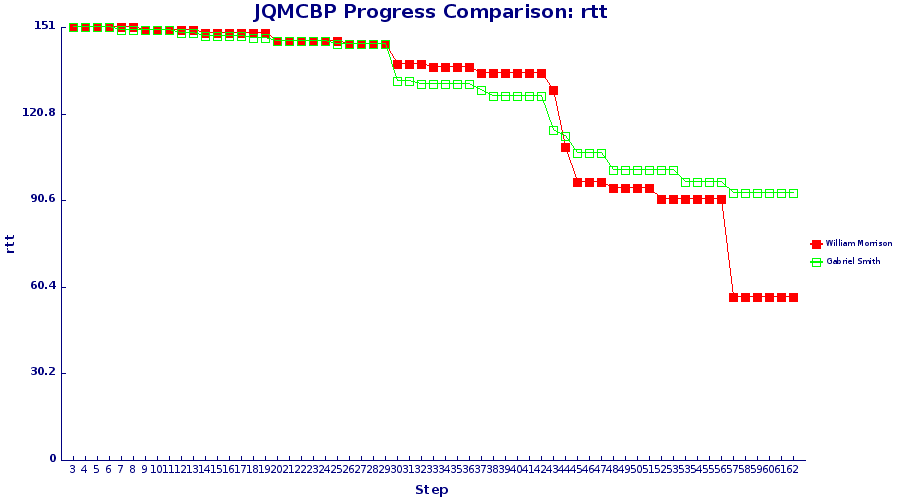 JQMCBP Progress Comparison: rtt
151
120.8
90.6
60.4
30.2
0
rtt
3 4 5 6 7 8 9 10 11 12 13 14 15 16 17 18 19 20 21 22 23 24 25 26 27 28 29 30 31 32 33 34 35 36 37 38 39 40 41 42 43 44 45 46 47 48 49 50 51 52 53 54 55 56 57 58 59 60 61 62
Step
William Morrison
Gabriel Smith